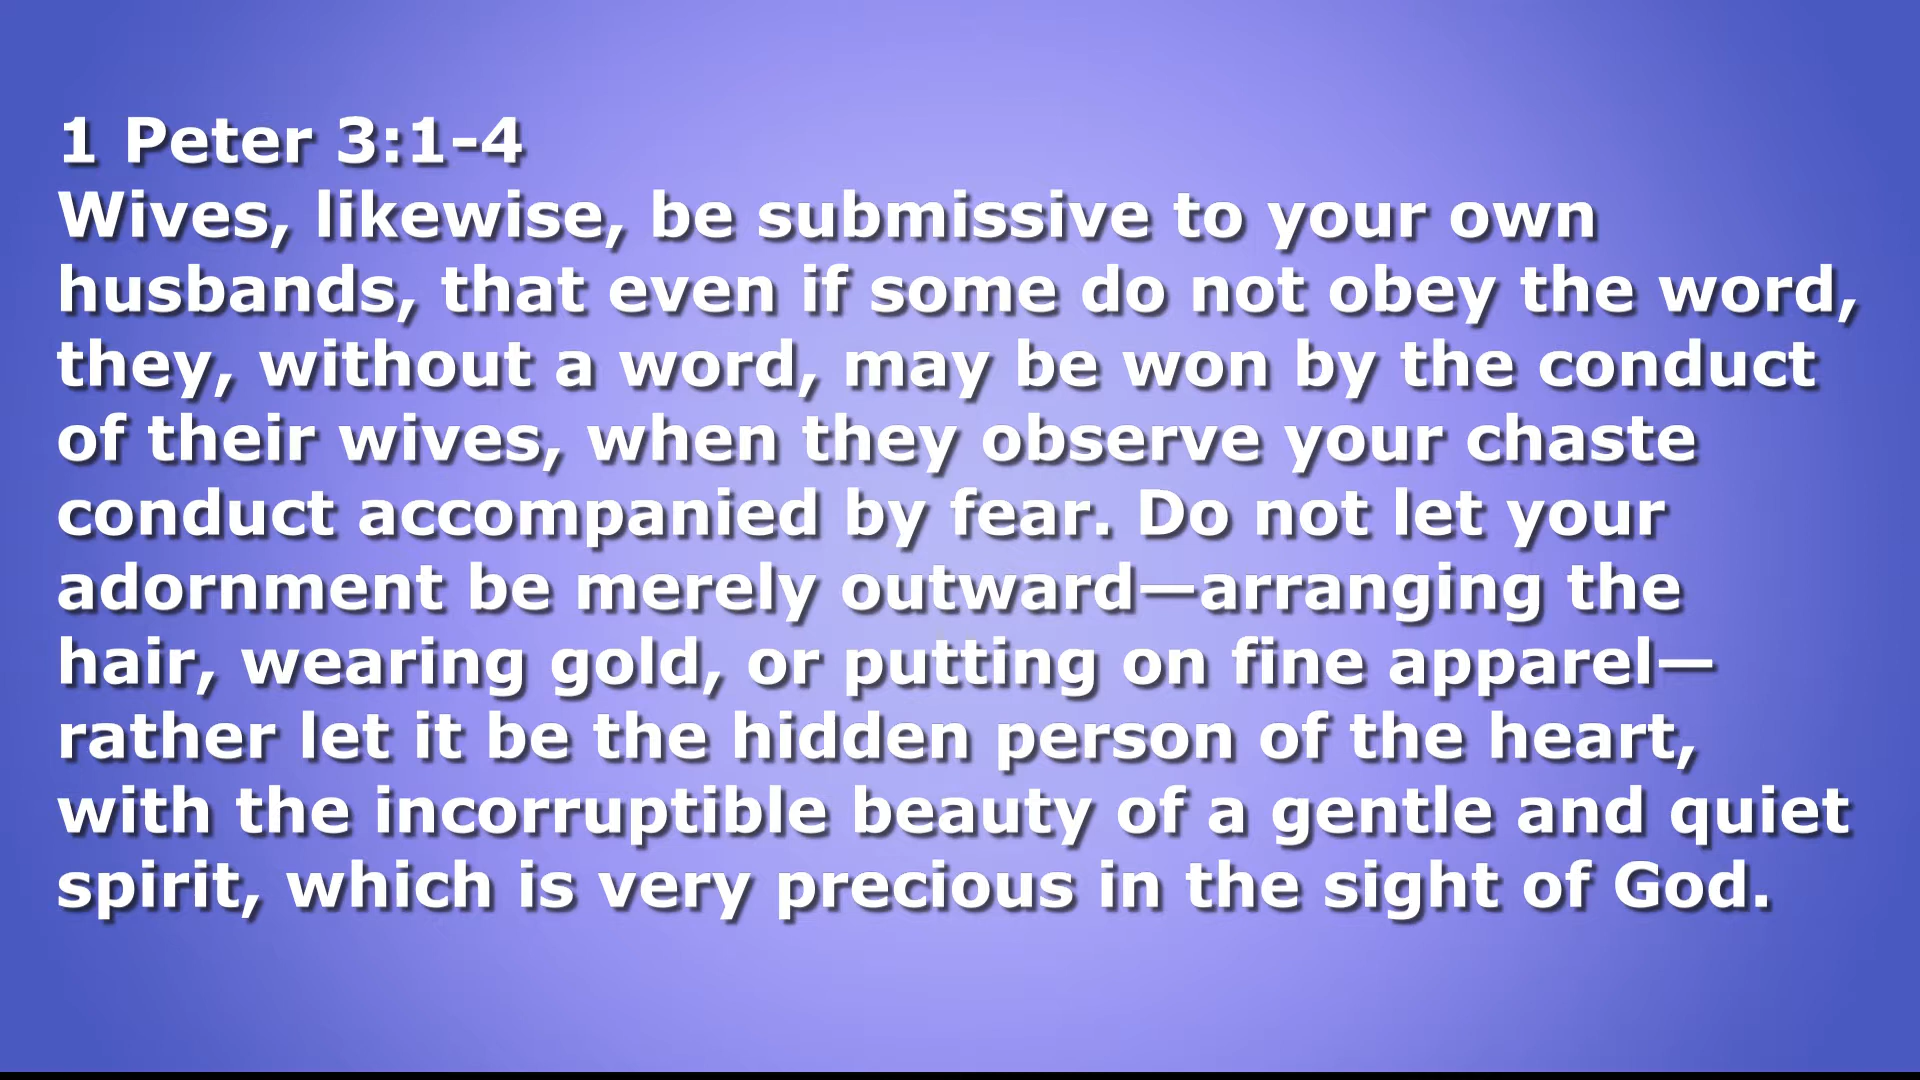 1 Peter 3:1-4
Wives, likewise, be submissive to your own
husbands, that even if some do not obey the word,
they, without a word, may be won by the conduct
of their wives, when they observe your chaste
conduct accompanied by fear. Do not let your
adornment be merely outward—arranging the
hair, wearing gold, or putting on fine apparel—
rather let it be the hidden person of the heart,
with the incorruptible beauty of a gentle and quiet
spirit, which is very precious in the sight of God.